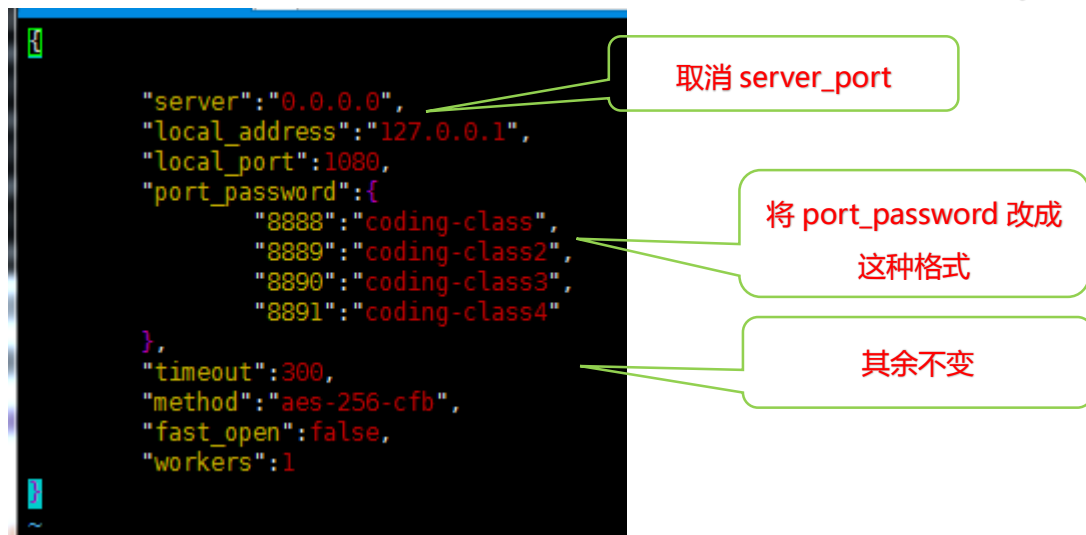 {
"server":"0.0.0.0",
"local_address":"127.0.0.1",
"local_port":1080,
"port_password":{
"8888":"coding-class",
"8889":"coding-class2",
"8890":"coding-class3",
"8891":"coding-class4"
},
"timeout":300,
"method":"aes-256-cfb",
"fast_open":false,
"workers":1
}
~
取消 server_port
将 port_password 改成
这种格式
其余不变